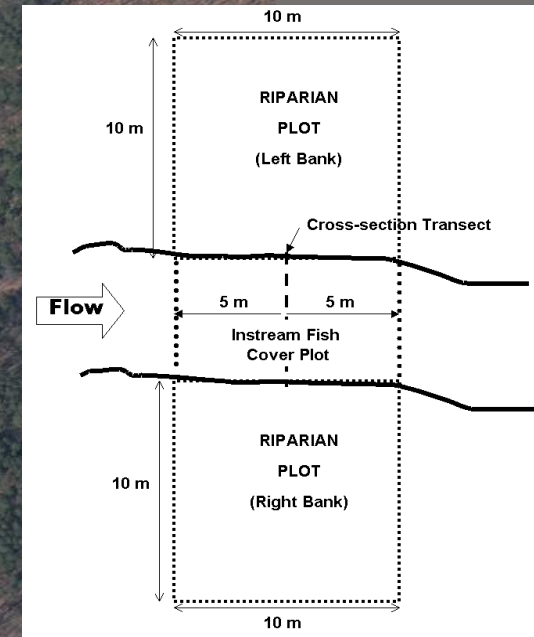 10 m
RIPARIAN
PLOT
(Left Bank)
10 m
Cross-section Transect
Flow
5 m
5 m
Instream Fish
Cover Plot
RIPARIAN
PLOT
(Right Bank)
10 m
10 m